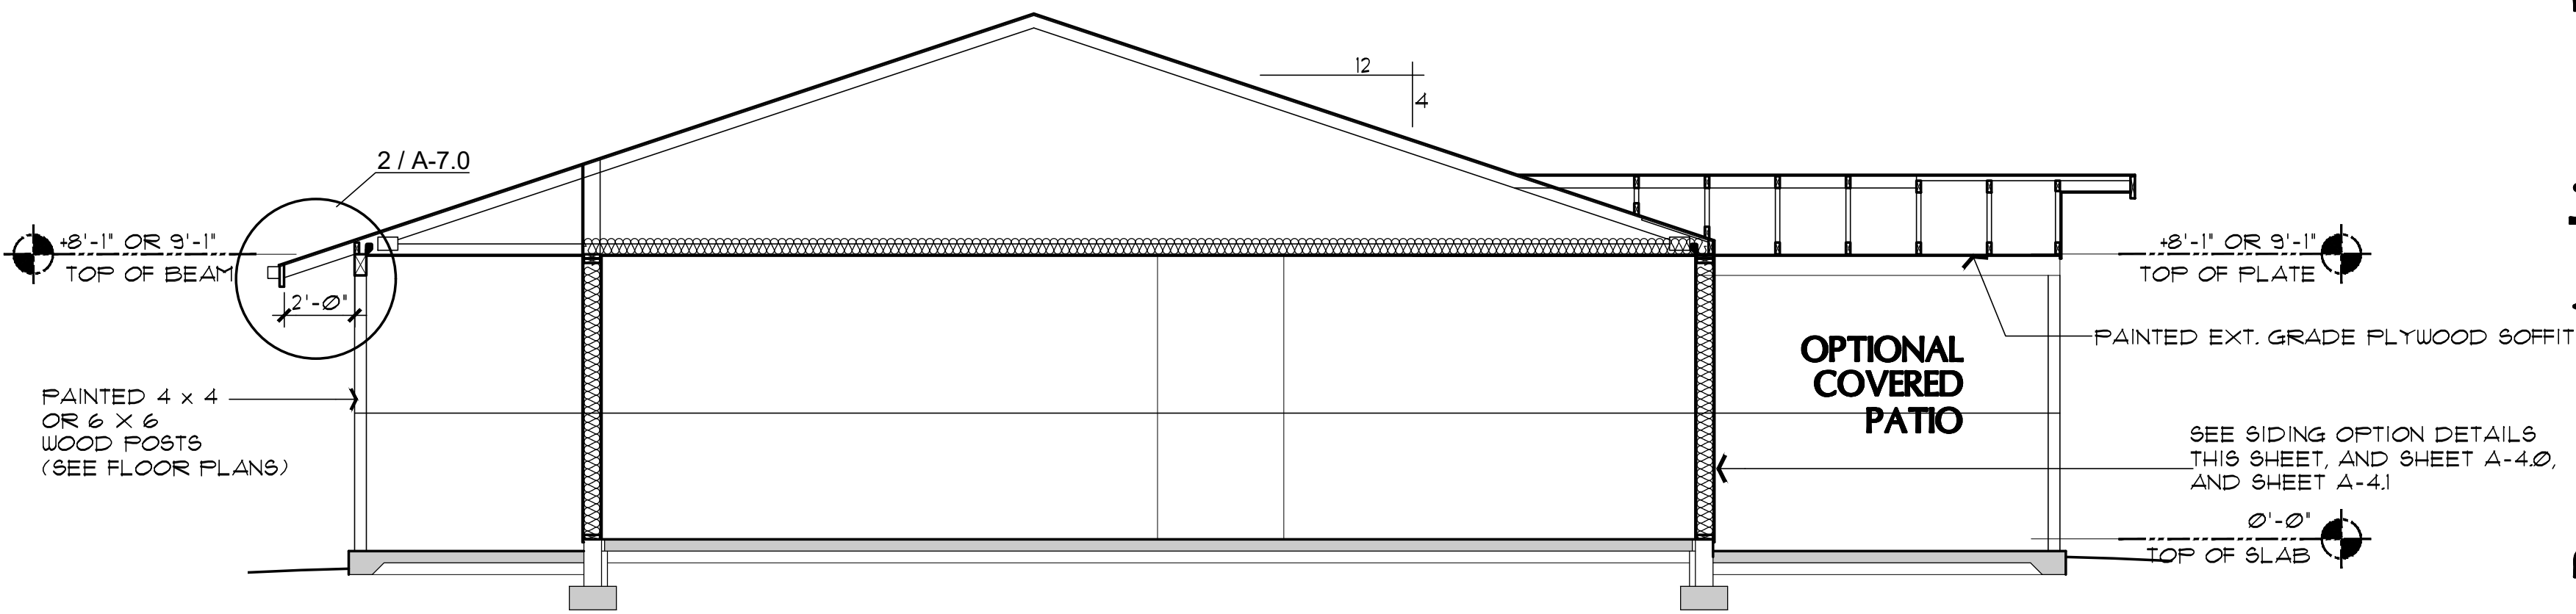 12
4
2 / A-7.0
+8'-1" OR 9'-1"
TOP OF BEAM
2'-0"
+8'-1" OR 9'-1"
TOP OF PLATE
PAINTED EXT. GRADE PLYWOOD SOFFIT
OPTIONAL
COVERED
PATIO
PAINTED 4 x 4
OR 6 X 6
WOOD POSTS
(SEE FLOOR PLANS)
SEE SIDING OPTION DETAILS
THIS SHEET, AND SHEET A-4.0,
AND SHEET A-4.1
0'-0"
TOP OF SLAB